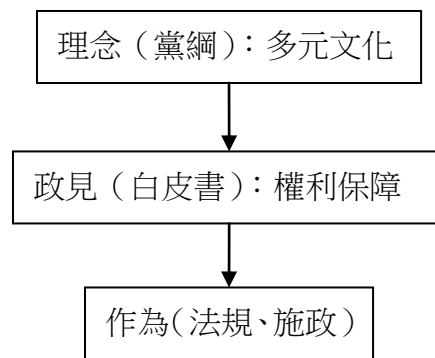 理念（黨綱）：多元文化
政見（白皮書）：權利保障
作為（法規、施政）